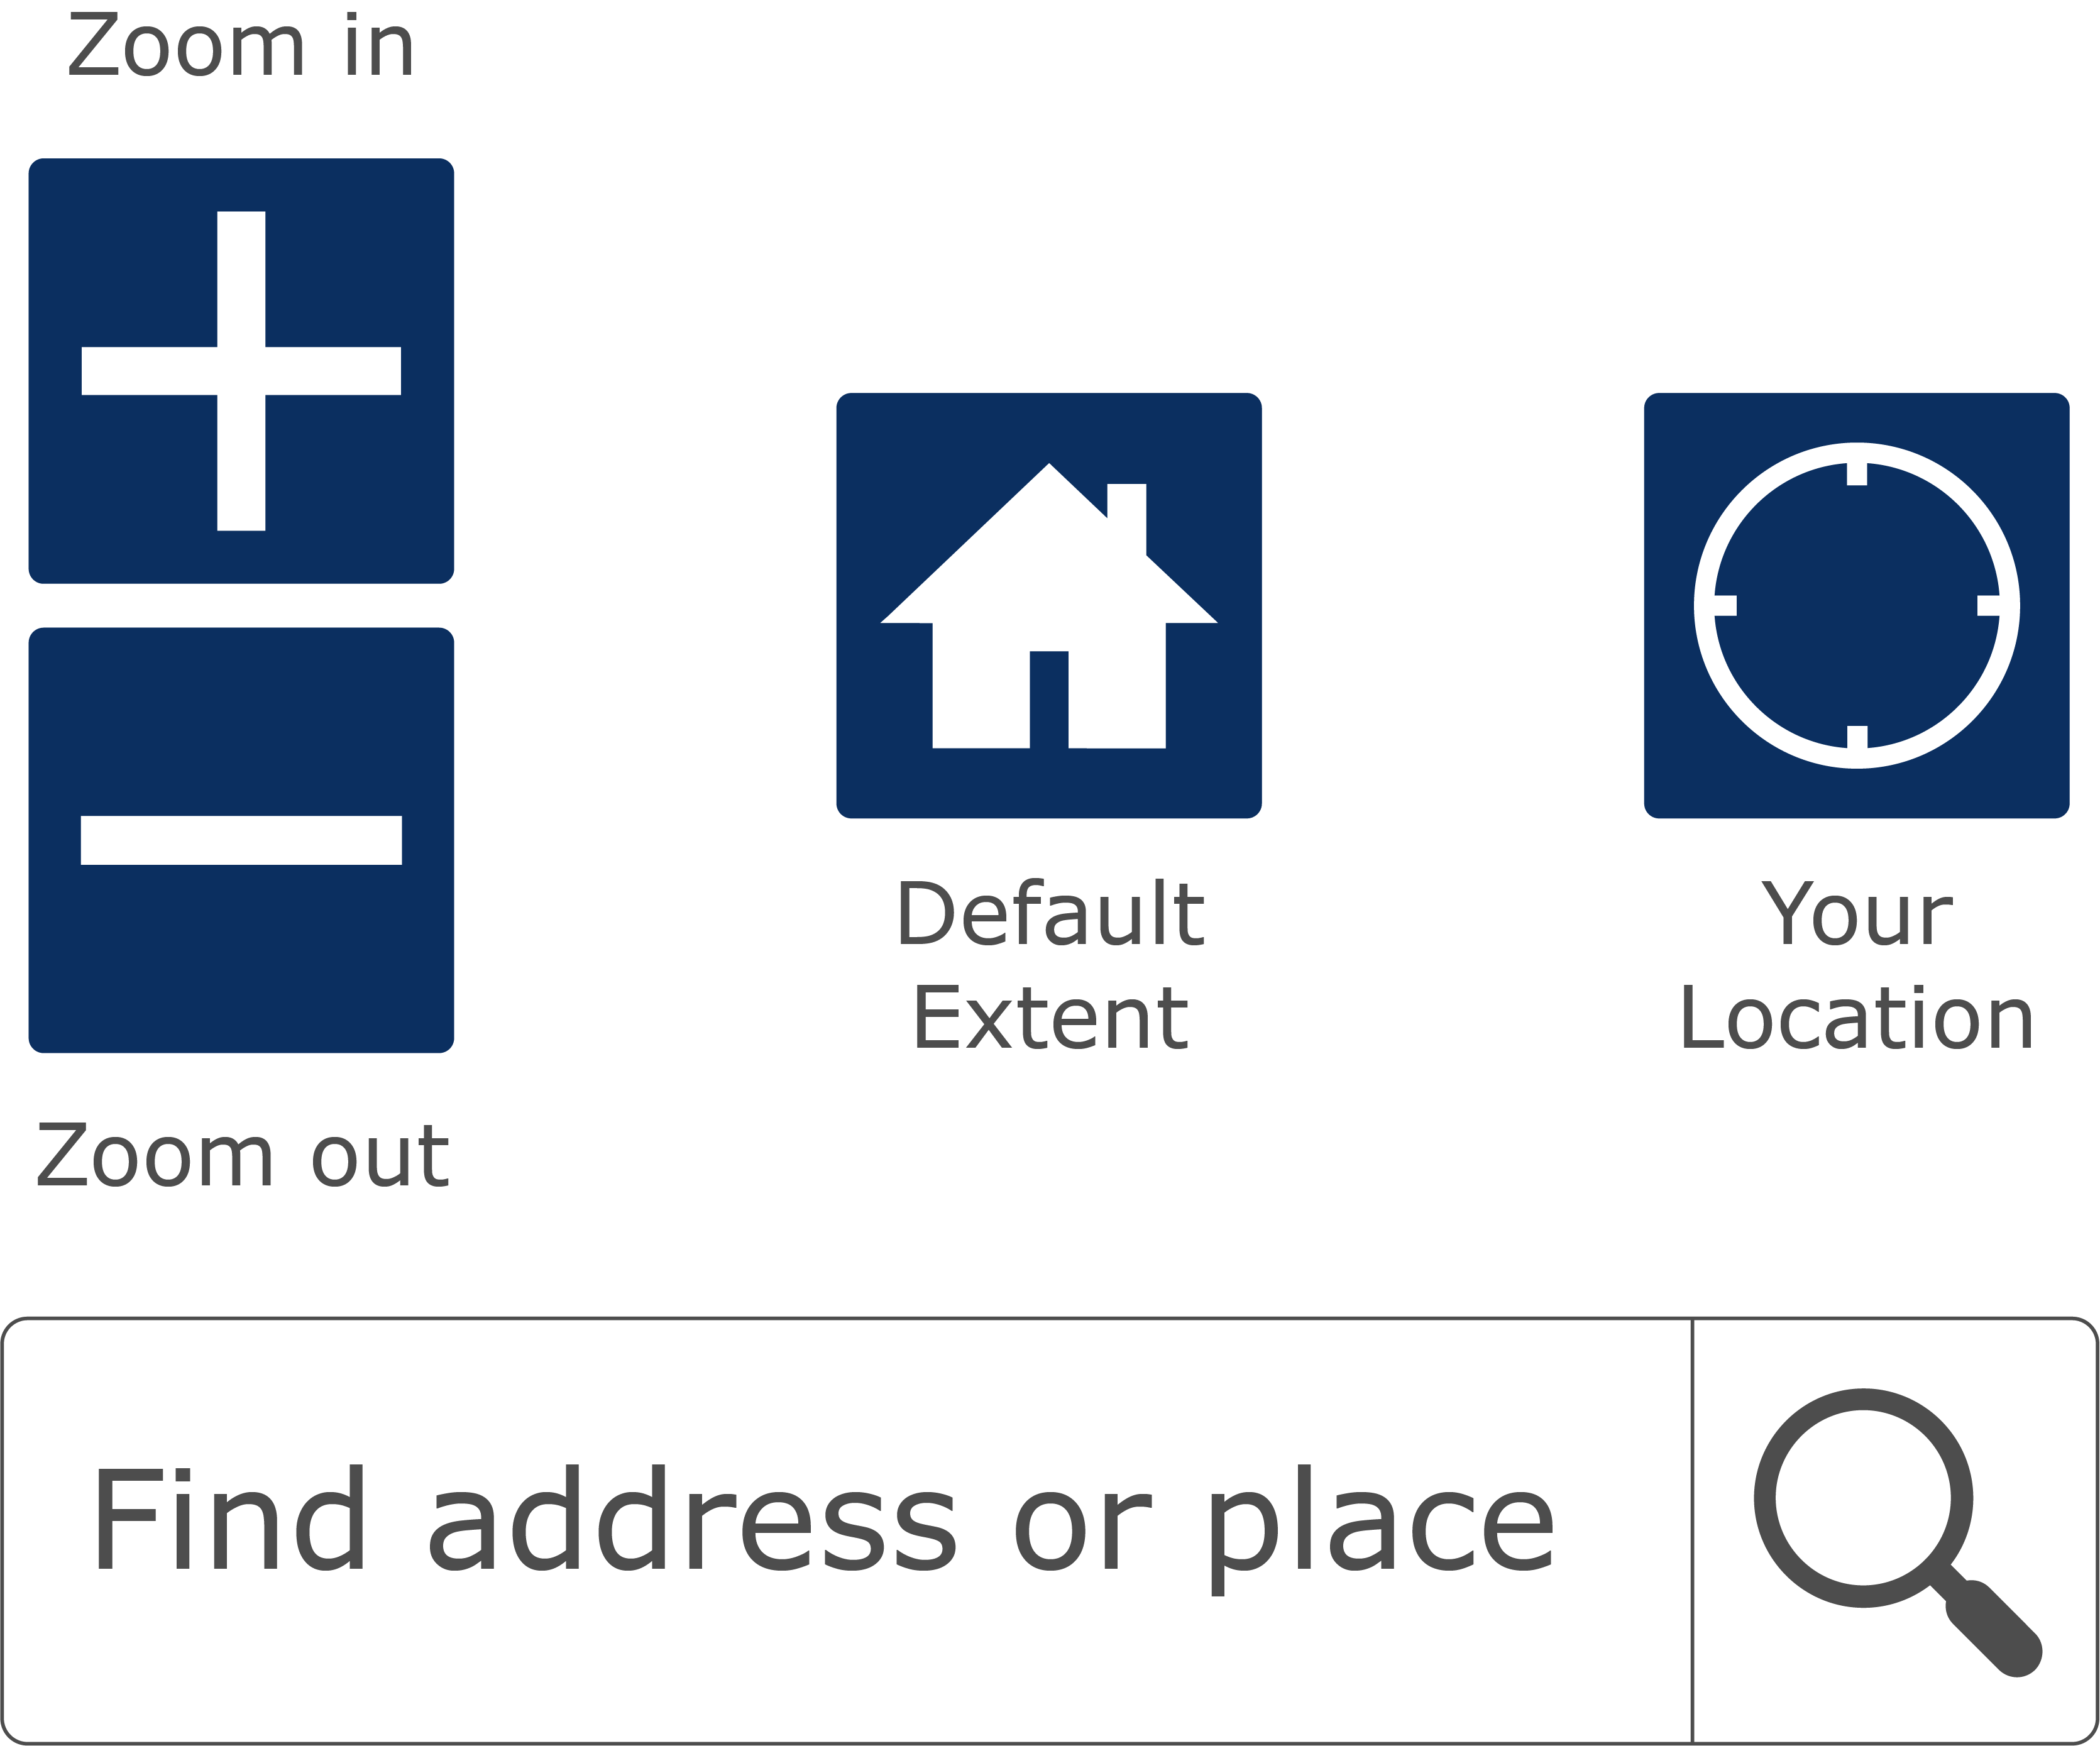 Zoom in
Zoom out
Default
Extent
Your
Location
Find address or place